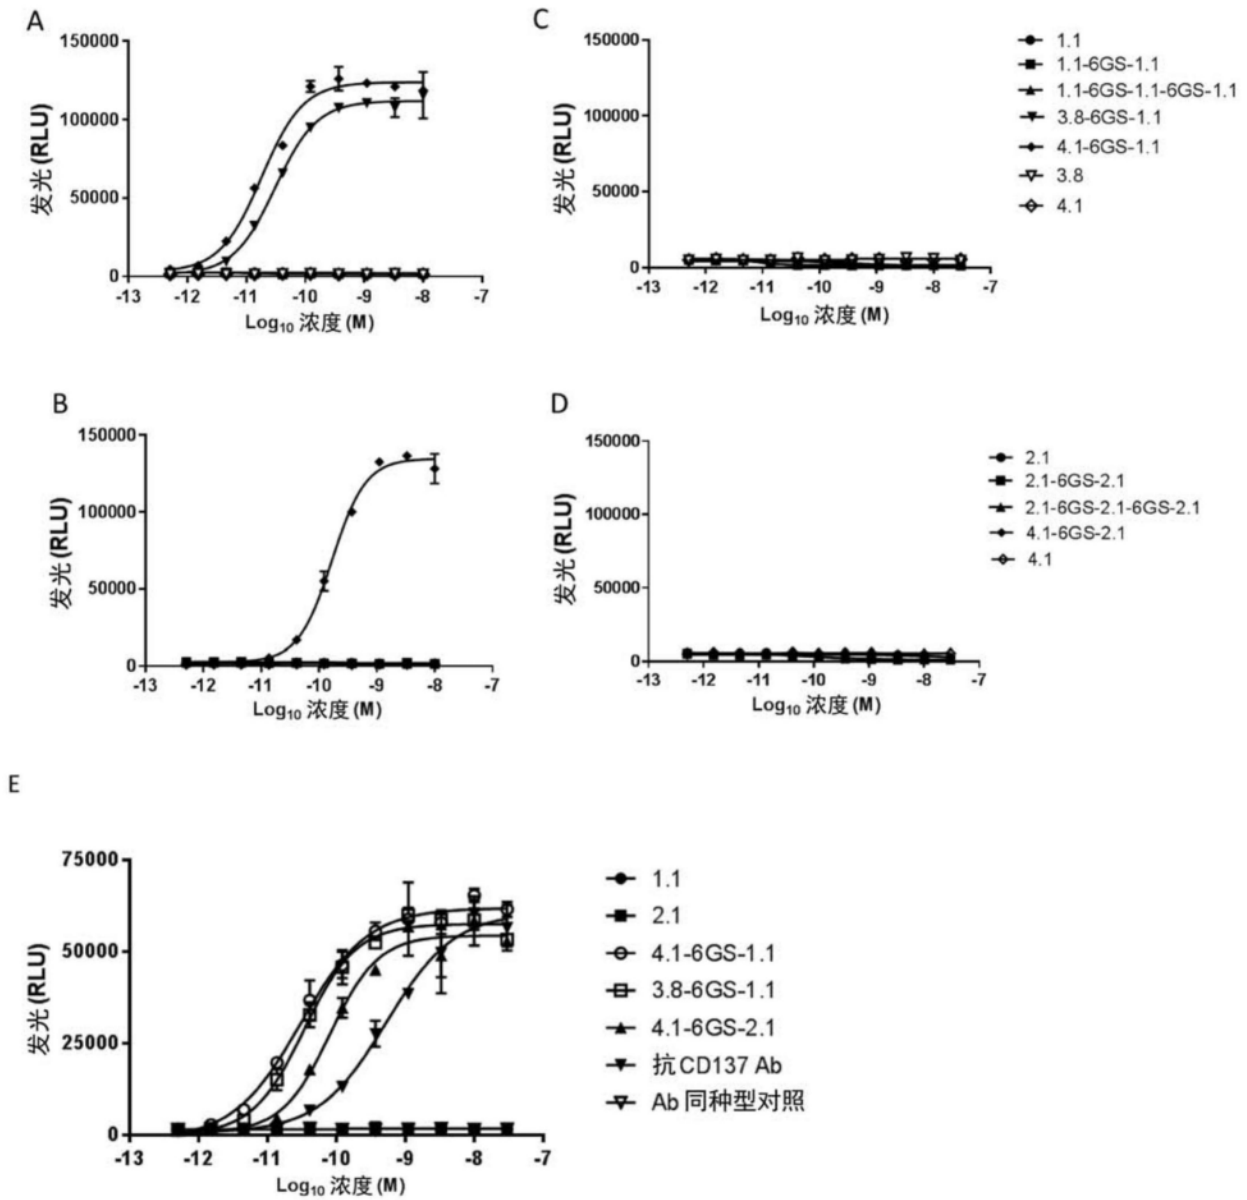 A
150000
100000
50000
0
发光(RLU)
-13 -12 -11 -10 -9 -8 -7
Log10 浓度(M)
C
150000
100000
50000
0
发光(RLU)
-13 -12 -11 -10 -9 -8 -7
Log10 浓度(M)
1.1
1.1-6GS-1.1
1.1-6GS-1.1-6GS-1.1
3.8-6GS-1.1
4.1-6GS-1.1
3.8
4.1
B
150000
100000
50000
0
发光(RLU)
-13 -12 -11 -10 -9 -8 -7
Log10 浓度(M)
D
150000
100000
50000
0
发光(RLU)
-13 -12 -11 -10 -9 -8 -7
Log10 浓度(M)
2.1
2.1-6GS-2.1
2.1-6GS-2.1-6GS-2.1
4.1-6GS-2.1
4.1
E
75000
50000
25000
0
发光(RLU)
-13 -12 -11 -10 -9 -8 -7
Log10 浓度(M)
1.1
2.1
4.1-6GS-1.1
3.8-6GS-1.1
4.1-6GS-2.1
抗CD137 Ab
Ab 同种型对照